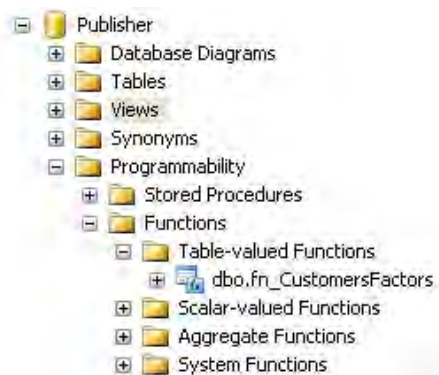 Publisher
Database Diagrams
Tables
Views
Synonyms
Programmability
Stored Procedures
Functions
Table-valued Functions
dbo.fn_CustomersFactors
Scalar-valued Functions
Aggregate Functions
System Functions